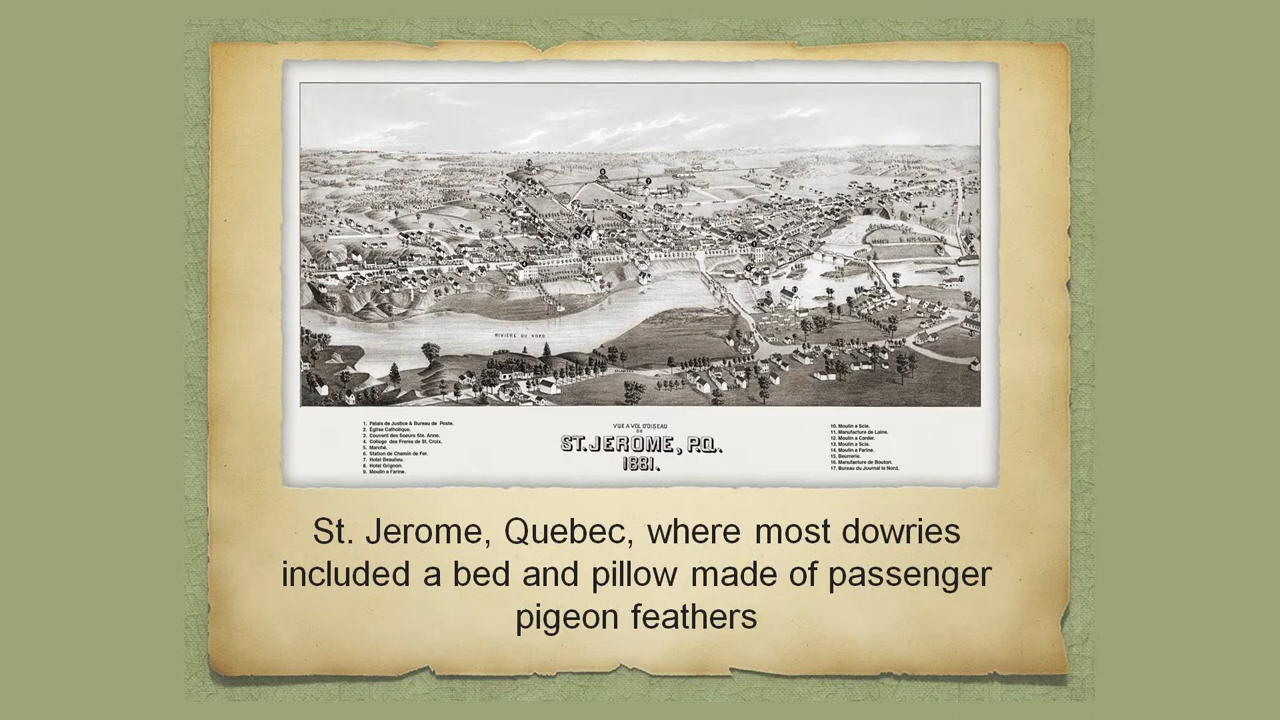 RIVIERE DU NORD
1. Palais de Justice & Bureau de Poste.
2. Eglise Catholique.
3. Couvent des Soeurs Ste. Anne.
4. College des Freres de St. Croix.
5. Marché.
6. Station de Chemin de Fer.
7. Hotel Beaulieu.
8. Hotel Grignon.
9. Moulin a Farine.
VUE A VOL D'OISEAU
DE
ST. JEROME, P.Q.
1881.
10. Moulin a Scie.
11. Manufacture de Laine.
12. Moulin a Carder.
13. Moulin a Scie.
14. Moulin a Farine.
15. Beurrerie.
16. Manufacture de Bouton.
17. Bureau du Journal le Nord.
St. Jerome, Quebec, where most dowries
included a bed and pillow made of passenger
pigeon feathers